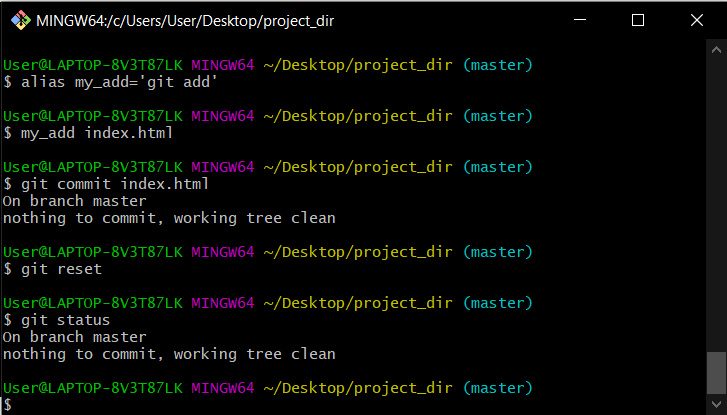 MINGW64:/c/Users/User/Desktop/project_dir
User@LAPTOP-8V3T87LK MINGW64 ~/Desktop/project_dir (master)
$ alias my_add='git add'
User@LAPTOP-8V3T87LK MINGW64 ~/Desktop/project_dir (master)
$ my_add index.html
User@LAPTOP-8V3T87LK MINGW64 ~/Desktop/project_dir (master)
$ git commit index.html
On branch master
nothing to commit, working tree clean
User@LAPTOP-8V3T87LK MINGW64 ~/Desktop/project_dir (master)
$ git reset
User@LAPTOP-8V3T87LK MINGW64 ~/Desktop/project_dir (master)
$ git status
On branch master
nothing to commit, working tree clean
User@LAPTOP-8V3T87LK MINGW64 ~/Desktop/project_dir (master)
$